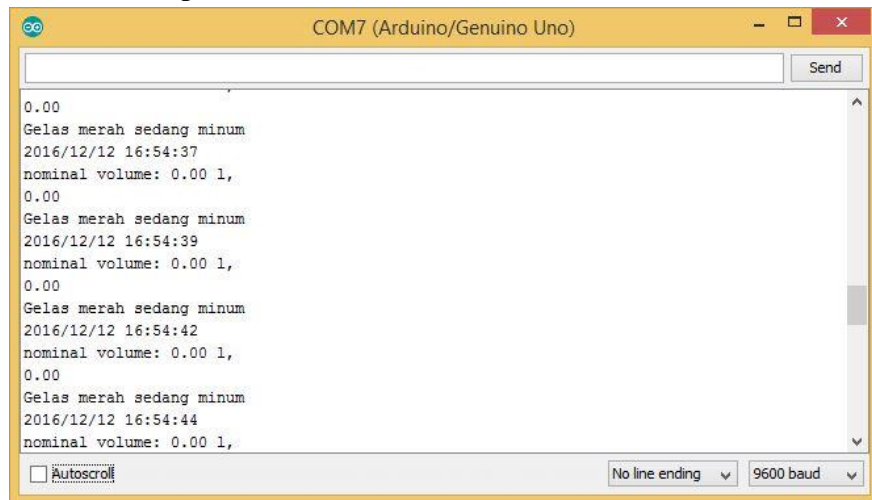 COM7 (Arduino/Genuino Uno)
Send
0.00
Gelas merah sedang minum
2016/12/12 16:54:37
nominal volume: 0.00 l,
0.00
Gelas merah sedang minum
2016/12/12 16:54:39
nominal volume: 0.00 l,
0.00
Gelas merah sedang minum
2016/12/12 16:54:42
nominal volume: 0.00 l,
0.00
Gelas merah sedang minum
2016/12/12 16:54:44
nominal volume: 0.00 l,
Autoscroll
No line ending
9600 baud